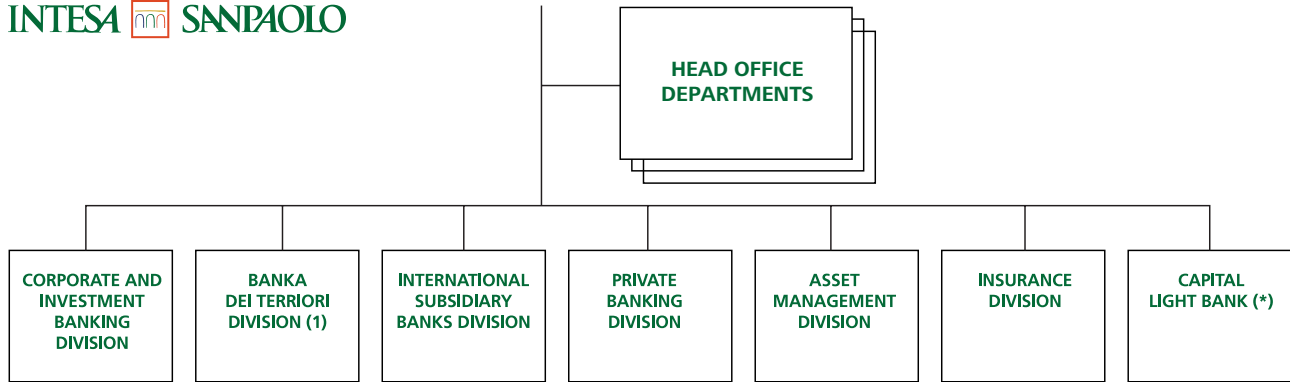 INTESA SANPAOLO
HEAD OFFICE
DEPARTMENTS
CORPORATE AND
INVESTMENT
BANKING
DIVISION
BANKA
DEI TERRIORI
DIVISION (1)
INTERNATIONAL
SUBSIDIARY
BANKS DIVISION
PRIVATE
BANKING
DIVISION
ASSET
MANAGEMENT
DIVISION
INSURANCE
DIVISION
CAPITAL
LIGHT BANK (*)